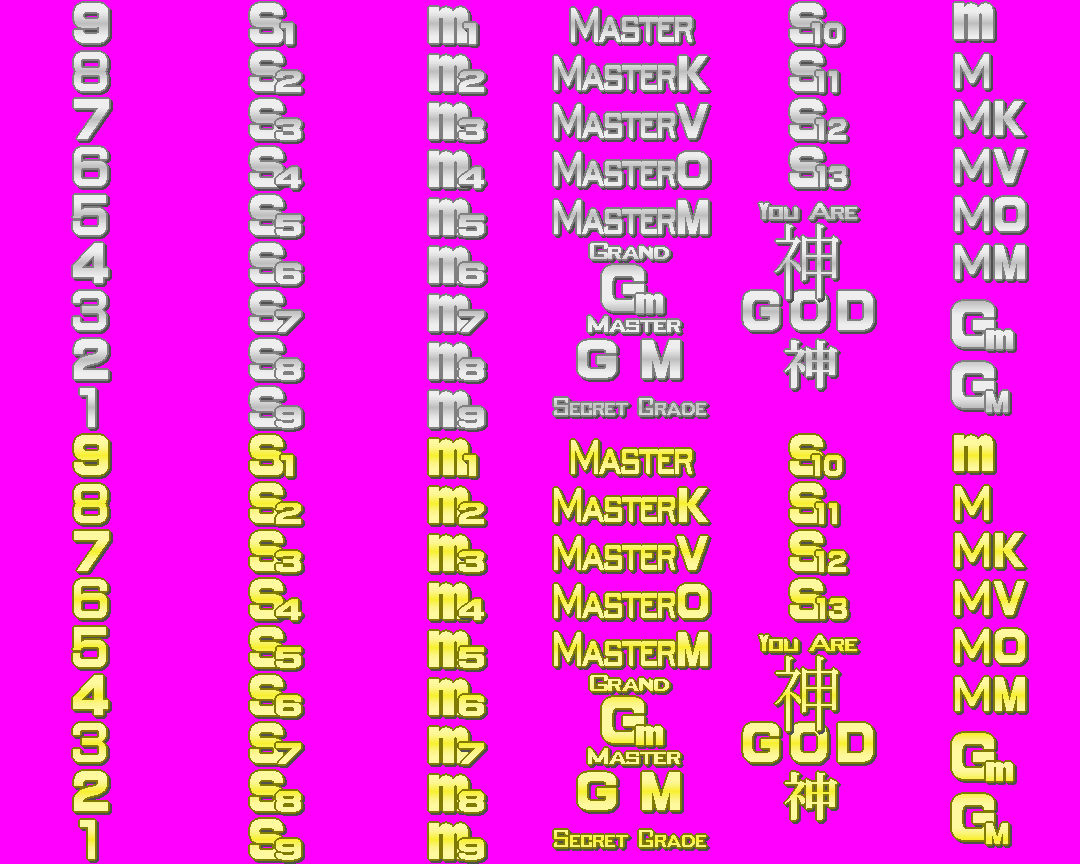 9 S1 m1 Master S10 m
8 S2 m2 MasterK S11 M
7 S3 m3 MasterV S12 MK
6 S4 m4 MasterO S13 MV
5 S5 m5 MasterM You Are MO
4 S6 m6 Grand Gm 神 MM
3 S7 m7 Master GOD Gm
2 S8 m8 G M 神 GM
1 S9 m9 Secret Grade
9 S1 m1 Master S10 m
8 S2 m2 MasterK S11 M
7 S3 m3 MasterV S12 MK
6 S4 m4 MasterO S13 MV
5 S5 m5 MasterM You Are MO
4 S6 m6 Grand Gm 神 MM
3 S7 m7 Master GOD Gm
2 S8 m8 G M 神 GM
1 S9 m9 Secret Grade